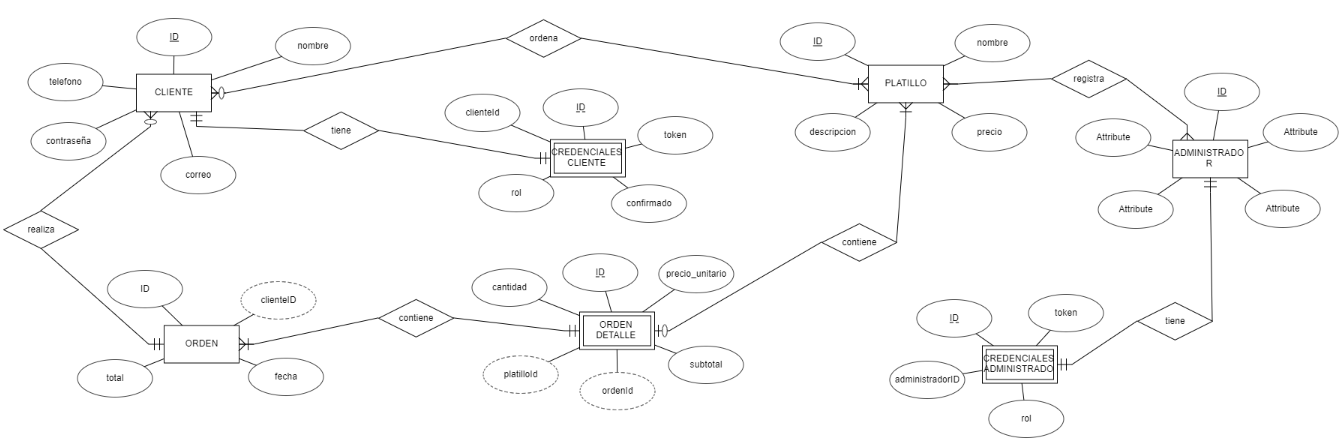 ID
nombre
telefono
CLIENTE
contraseña
correo
ordena
ID
nombre
PLATILLO
descripcion
precio
registra
ID
Attribute
Attribute
ADMINISTRADO
R
Attribute
Attribute
tiene
clienteId
ID
token
CREDENCIALES
CLIENTE
rol
confirmado
realiza
contiene
ID
clienteID
ORDEN
total
fecha
contiene
cantidad
ID
precio_unitario
ORDEN
DETALLE
platilloId
ordenId
subtotal
ID
token
tiene
CREDENCIALES
ADMINISTRADO
administradorID
rol